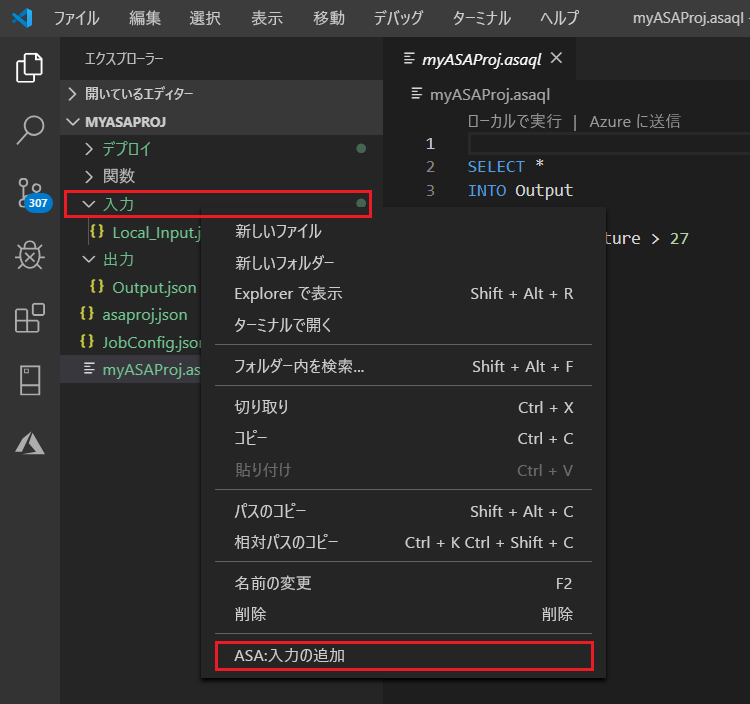 ファイル 編集 選択 表示 移動 デバッグ ターミナル ヘルプ myASAProj.asaql -
エクスプローラー
開いているエディター
MYASAPROJ
デプロイ
関数
入力
Local_Input.j
出力
Output.json
asaproj.json
JobConfig.json
myASAProj.as
307
myASAProj.asaql
myASAProj.asaql
ローカルで実行 | Azure に送信
1
2 SELECT *
3 INTO Output
ture > 27
新しいファイル
新しいフォルダー
Explorer で表示 Shift + Alt + R
ターミナルで開く
フォルダー内を検索... Shift + Alt + F
切り取り Ctrl + X
コピー Ctrl + C
貼り付け Ctrl + V
パスのコピー Shift + Alt + C
相対パスのコピー Ctrl + K Ctrl + Shift + C
名前の変更 F2
削除 削除
ASA:入力の追加